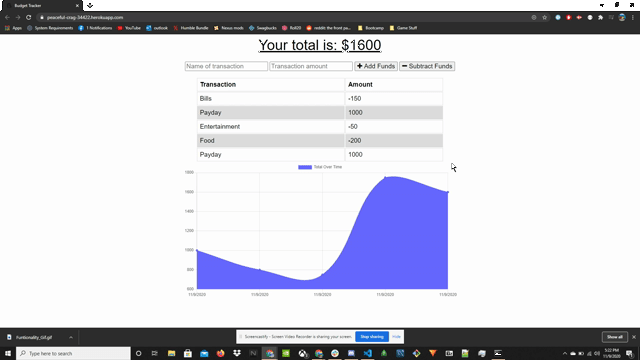 Budget Tracker
peaceful-crag-34422.herokuapp.com
Apps
System Requirements
1 Notifications
YouTube
outlook
Humble Bundle
Nexus mods
Swagbucks
Roll20
reddit: the front pa...
Bootcamp
Game Stuff
Your total is: $1600
Name of transaction
Transaction amount
Add Funds
Subtract Funds
Transaction Amount
Bills -150
Payday 1000
Entertainment -50
Food -200
Payday 1000
Total Over Time
1800
1600
1400
1200
1000
800
600
11/9/2020 11/9/2020 11/9/2020 11/9/2020 11/9/2020
Funtionality_Gif.gif
Show all
Screencastify - Screen Video Recorder is sharing your screen.
Stop sharing
Hide
Type here to search
5:22 PM
11/9/2020